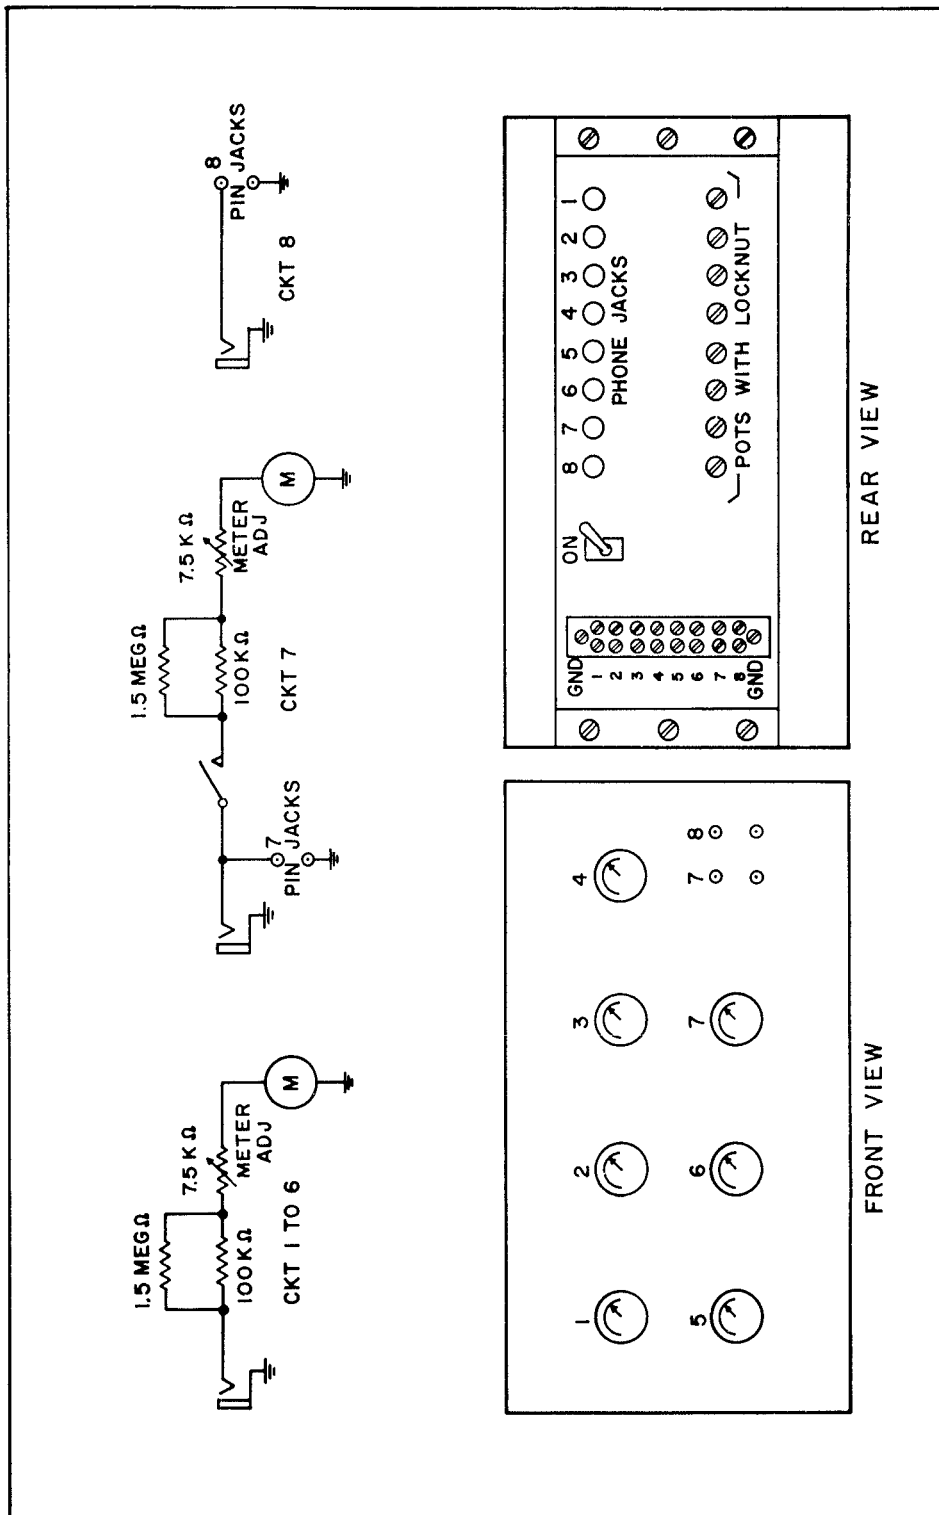 1.5 MEG Ω
7.5 K Ω
100 K Ω
METER
ADJ
M
CKT 1 TO 6
1.5 MEG Ω
7.5 K Ω
7
PIN JACKS
100 K Ω
METER
ADJ
M
CKT 7
8
PIN JACKS
CKT 8
1 2 3 4
5 6 7 7 8
FRONT VIEW
GND
1
2
3
4
5
6
7
8
GND
ON
8 7 6 5 4 3 2 1
PHONE JACKS
POTS WITH LOCKNUT
REAR VIEW